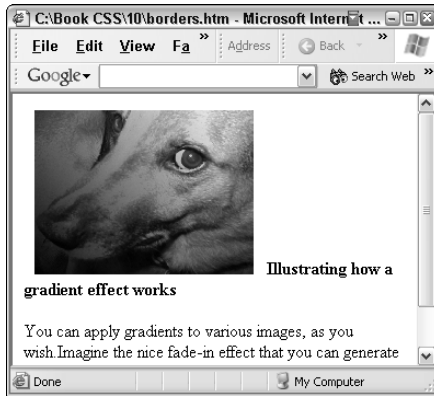 C:\Book CSS\10\borders.htm - Microsoft Intern t ...
File Edit View Fa » Address Back »
Google Search Web »
Illustrating how a
gradient effect works
You can apply gradients to various images, as you
wish.Imagine the nice fade-in effect that you can generate
Done My Computer